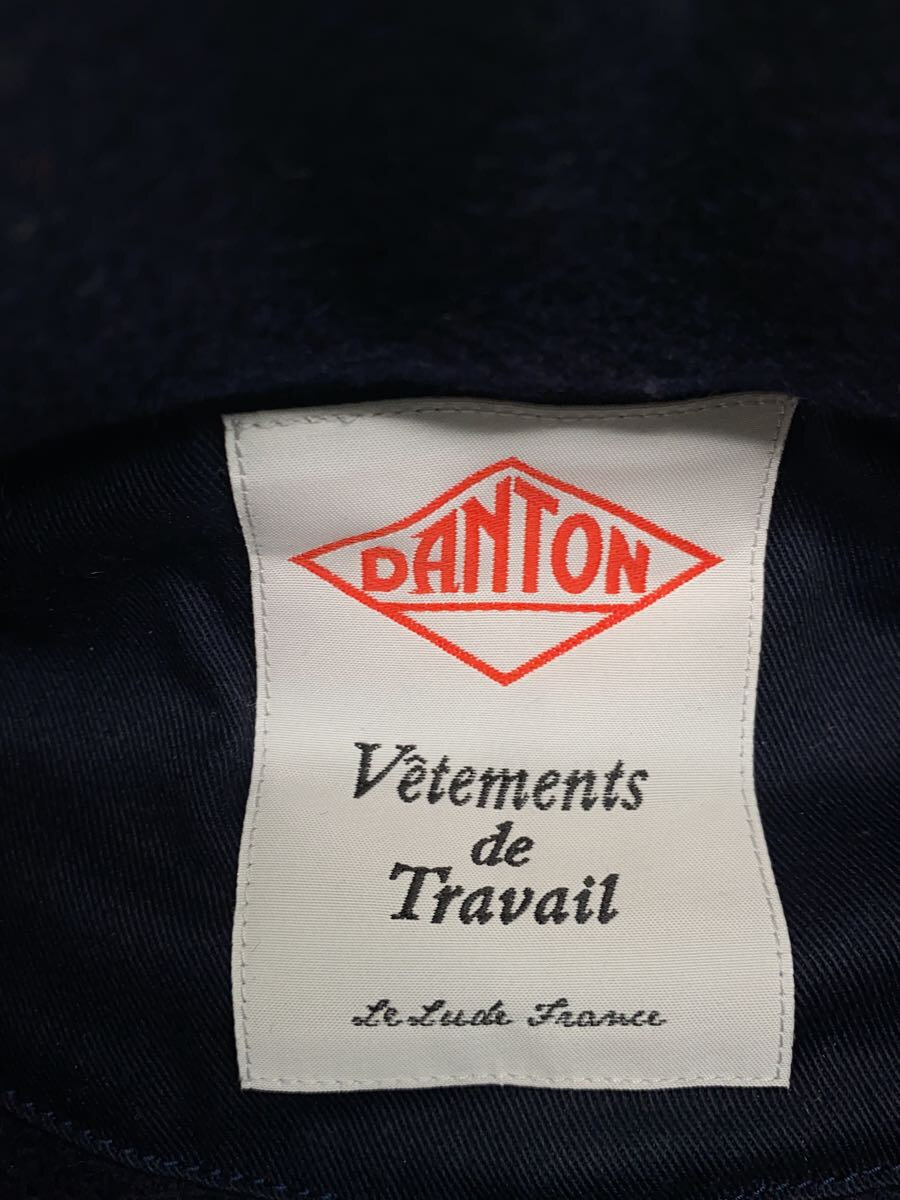 DANTON
Vêtements
de
Travail
Le Lude France